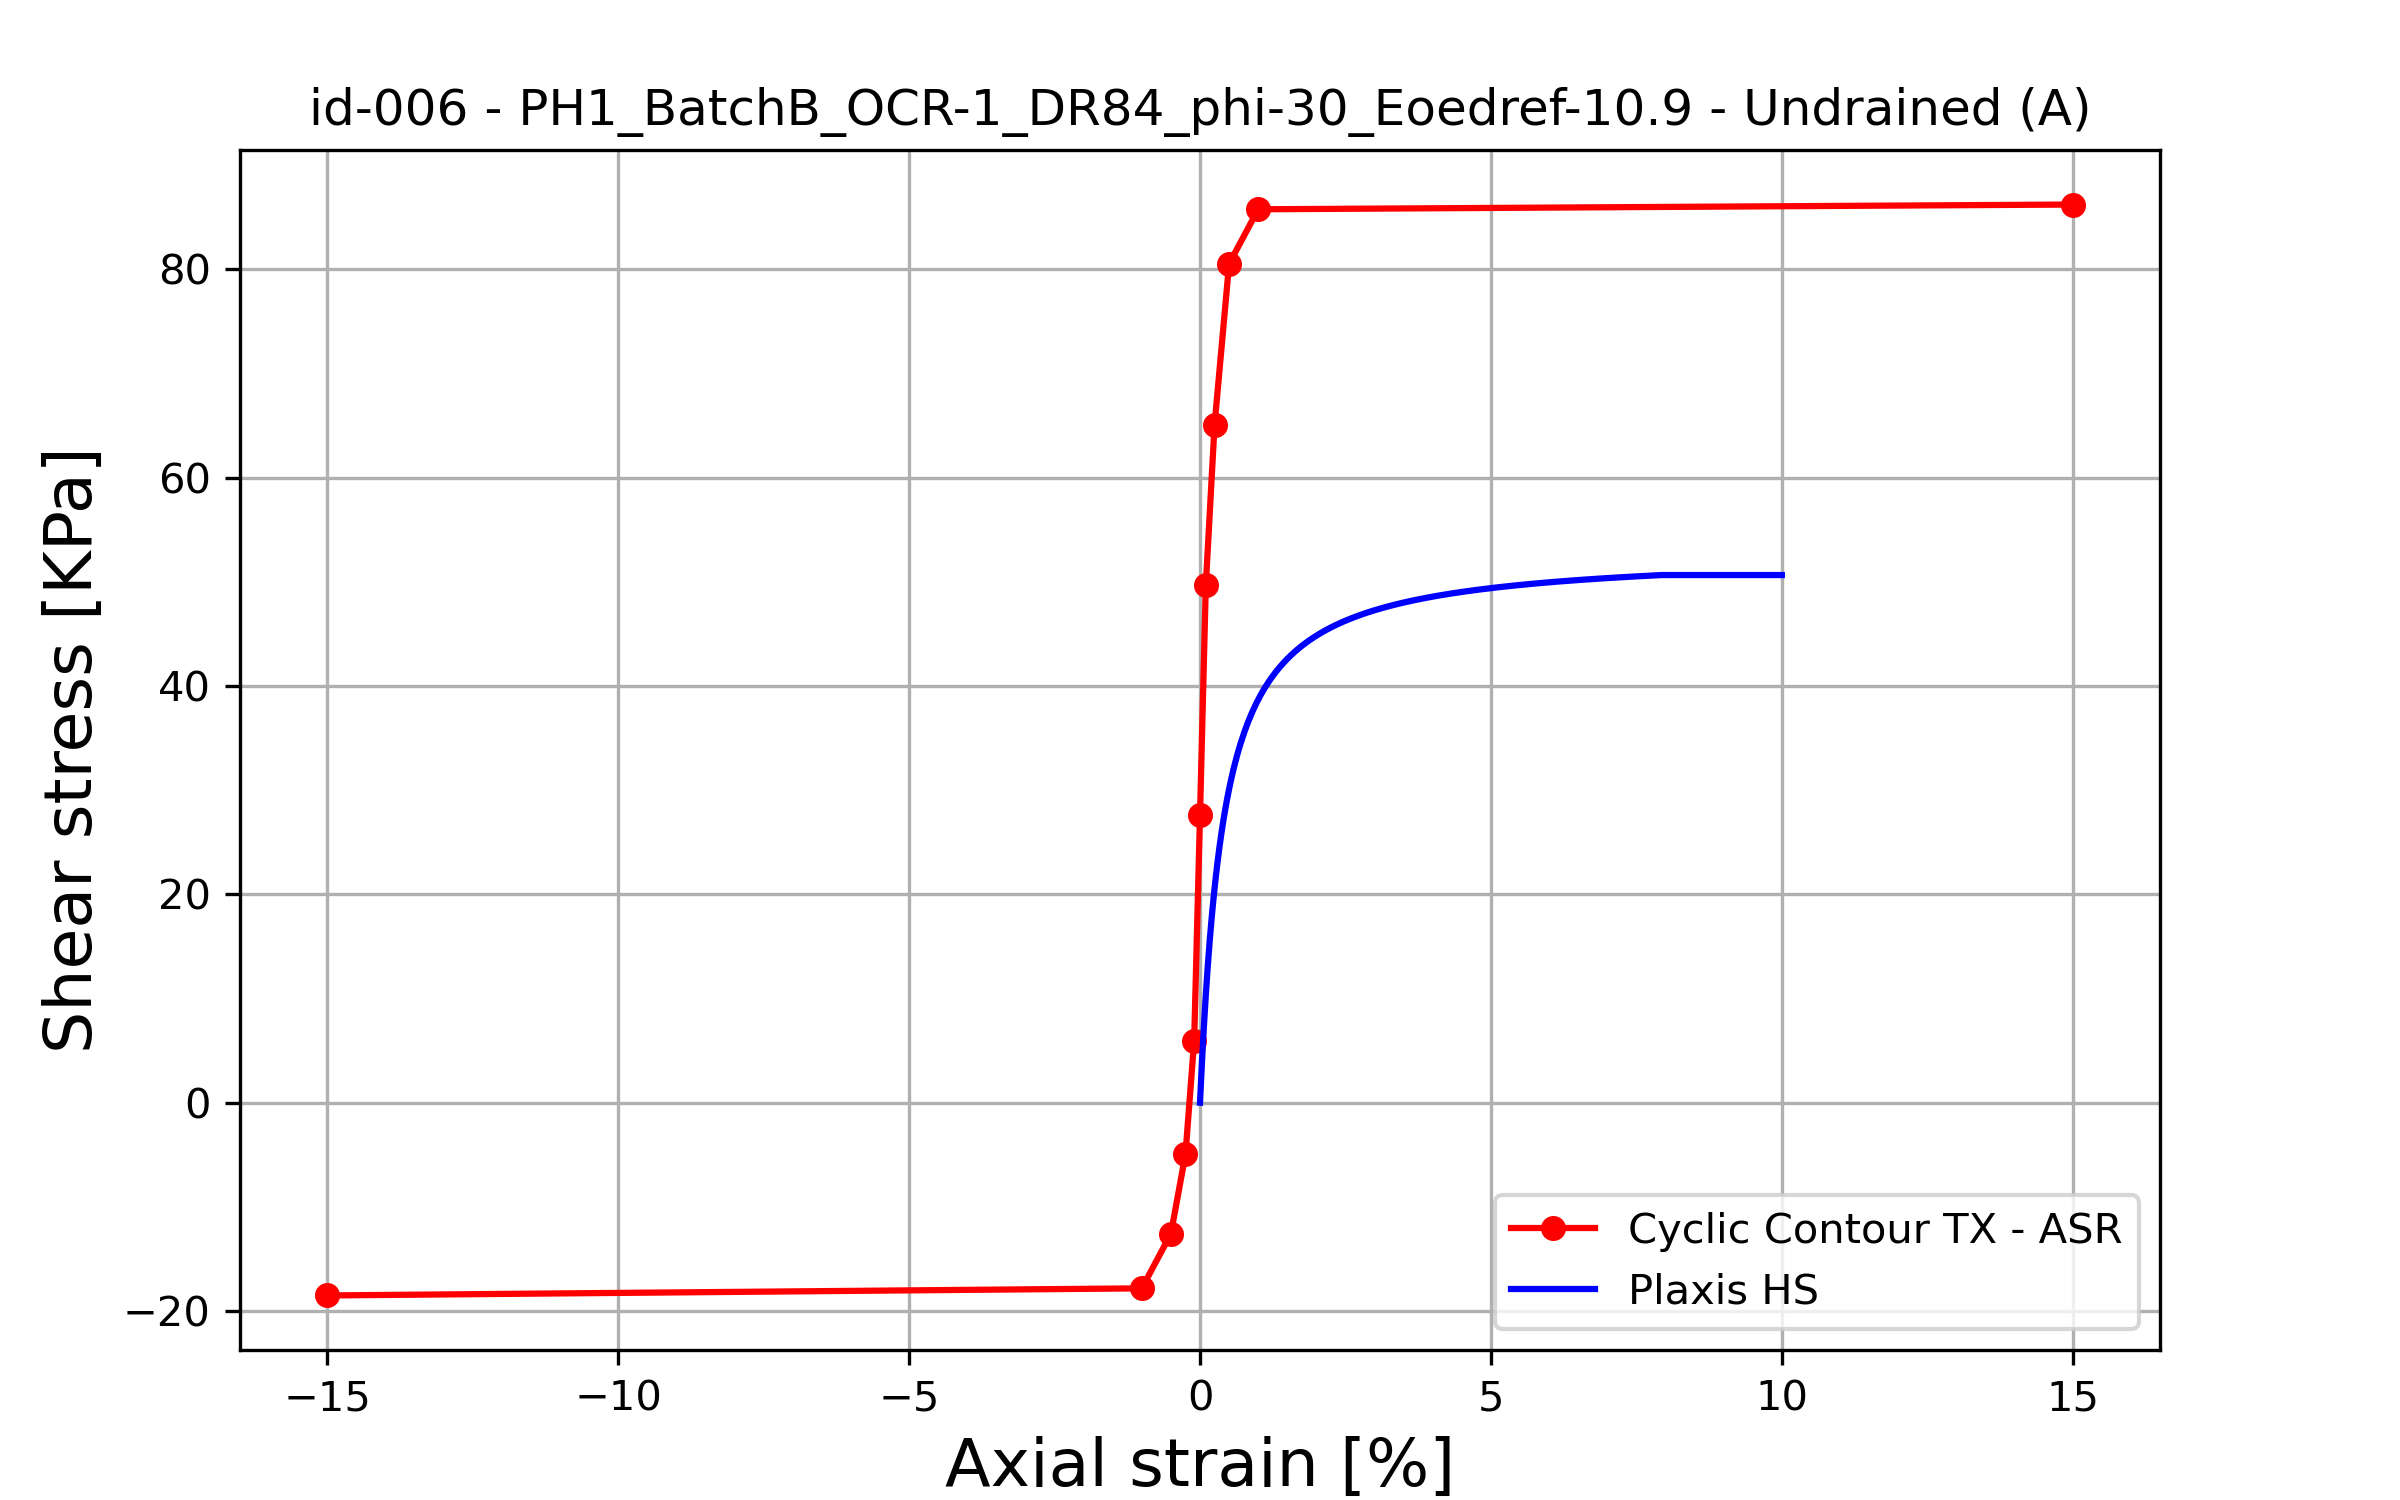 id-006 - PH1_BatchB_OCR-1_DR84_phi-30_Eoedref-10.9 - Undrained (A)
Shear stress [KPa]
80
60
40
20
0
−20
Cyclic Contour TX - ASR
Plaxis HS
−15 −10 −5 0 5 10 15
Axial strain [%]